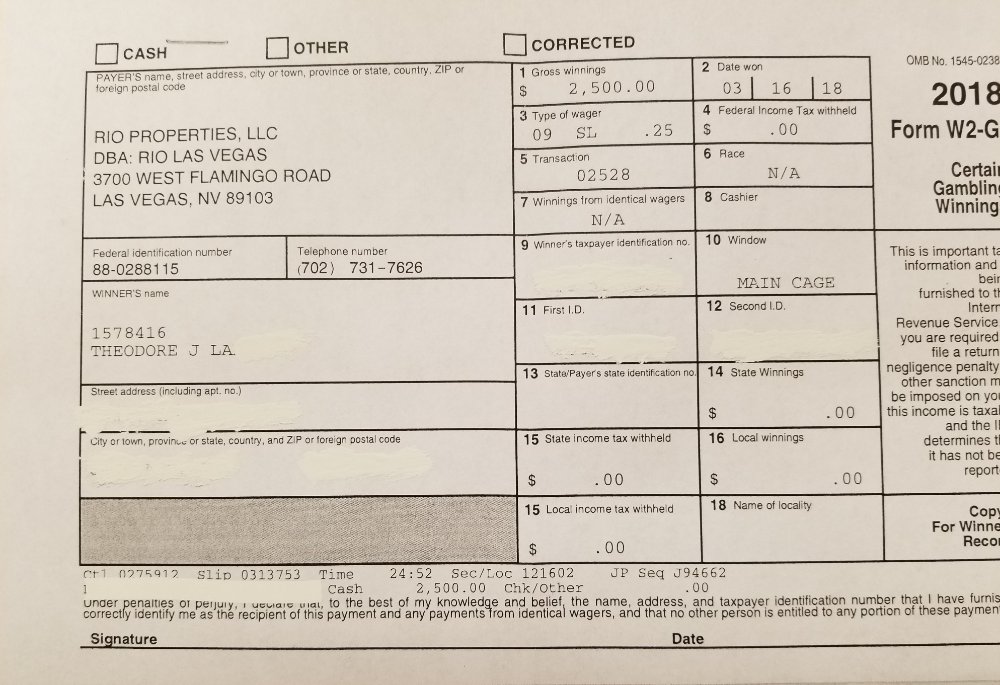 CASH
OTHER
CORRECTED
OMB No. 1545-0238
2018
Form W2-G
Certain
Gambling
Winning
PAYER'S name, street address, city or town, province or state, country, ZIP or
foreign postal code
RIO PROPERTIES, LLC
DBA: RIO LAS VEGAS
3700 WEST FLAMINGO ROAD
LAS VEGAS, NV 89103
1 Gross winnings
$ 2,500.00
2 Date won
03 16 18
3 Type of wager
09 SL .25
4 Federal Income Tax withheld
$ .00
5 Transaction
02528
6 Race
N/A
7 Winnings from identical wagers
N/A
8 Cashier
Federal identification number
88-0288115
Telephone number
(702) 731-7626
9 Winner's taxpayer identification no.
10 Window
MAIN CAGE
WINNER'S name
1578416
THEODORE J LA
11 First I.D.
12 Second I.D.
Street address (including apt. no.)
13 State/Payer's state identification no.
14 State Winnings
$ .00
City or town, province or state, country, and ZIP or foreign postal code
15 State income tax withheld
$ .00
16 Local winnings
$ .00
15 Local income tax withheld
$ .00
18 Name of locality
This is important ta
information and
bein
furnished to th
Intern
Revenue Service.
you are required
file a return
negligence penalty
other sanction m
be imposed on you
this income is taxal
and the I
determines t
it has not be
report
Copy
For Winne
Recor
Ctl 0275912 Slip 0313753 Time 24:52 Sec/Loc 121602 JP Seq J94662
Cash 2,500.00 Chk/Other .00
Under penalties of perjury, I declare that, to the best of my knowledge and belief, the name, address, and taxpayer identification number that I have furnis
correctly identify me as the recipient of this payment and any payments from identical wagers, and that no other person is entitled to any portion of these payment
Signature
Date